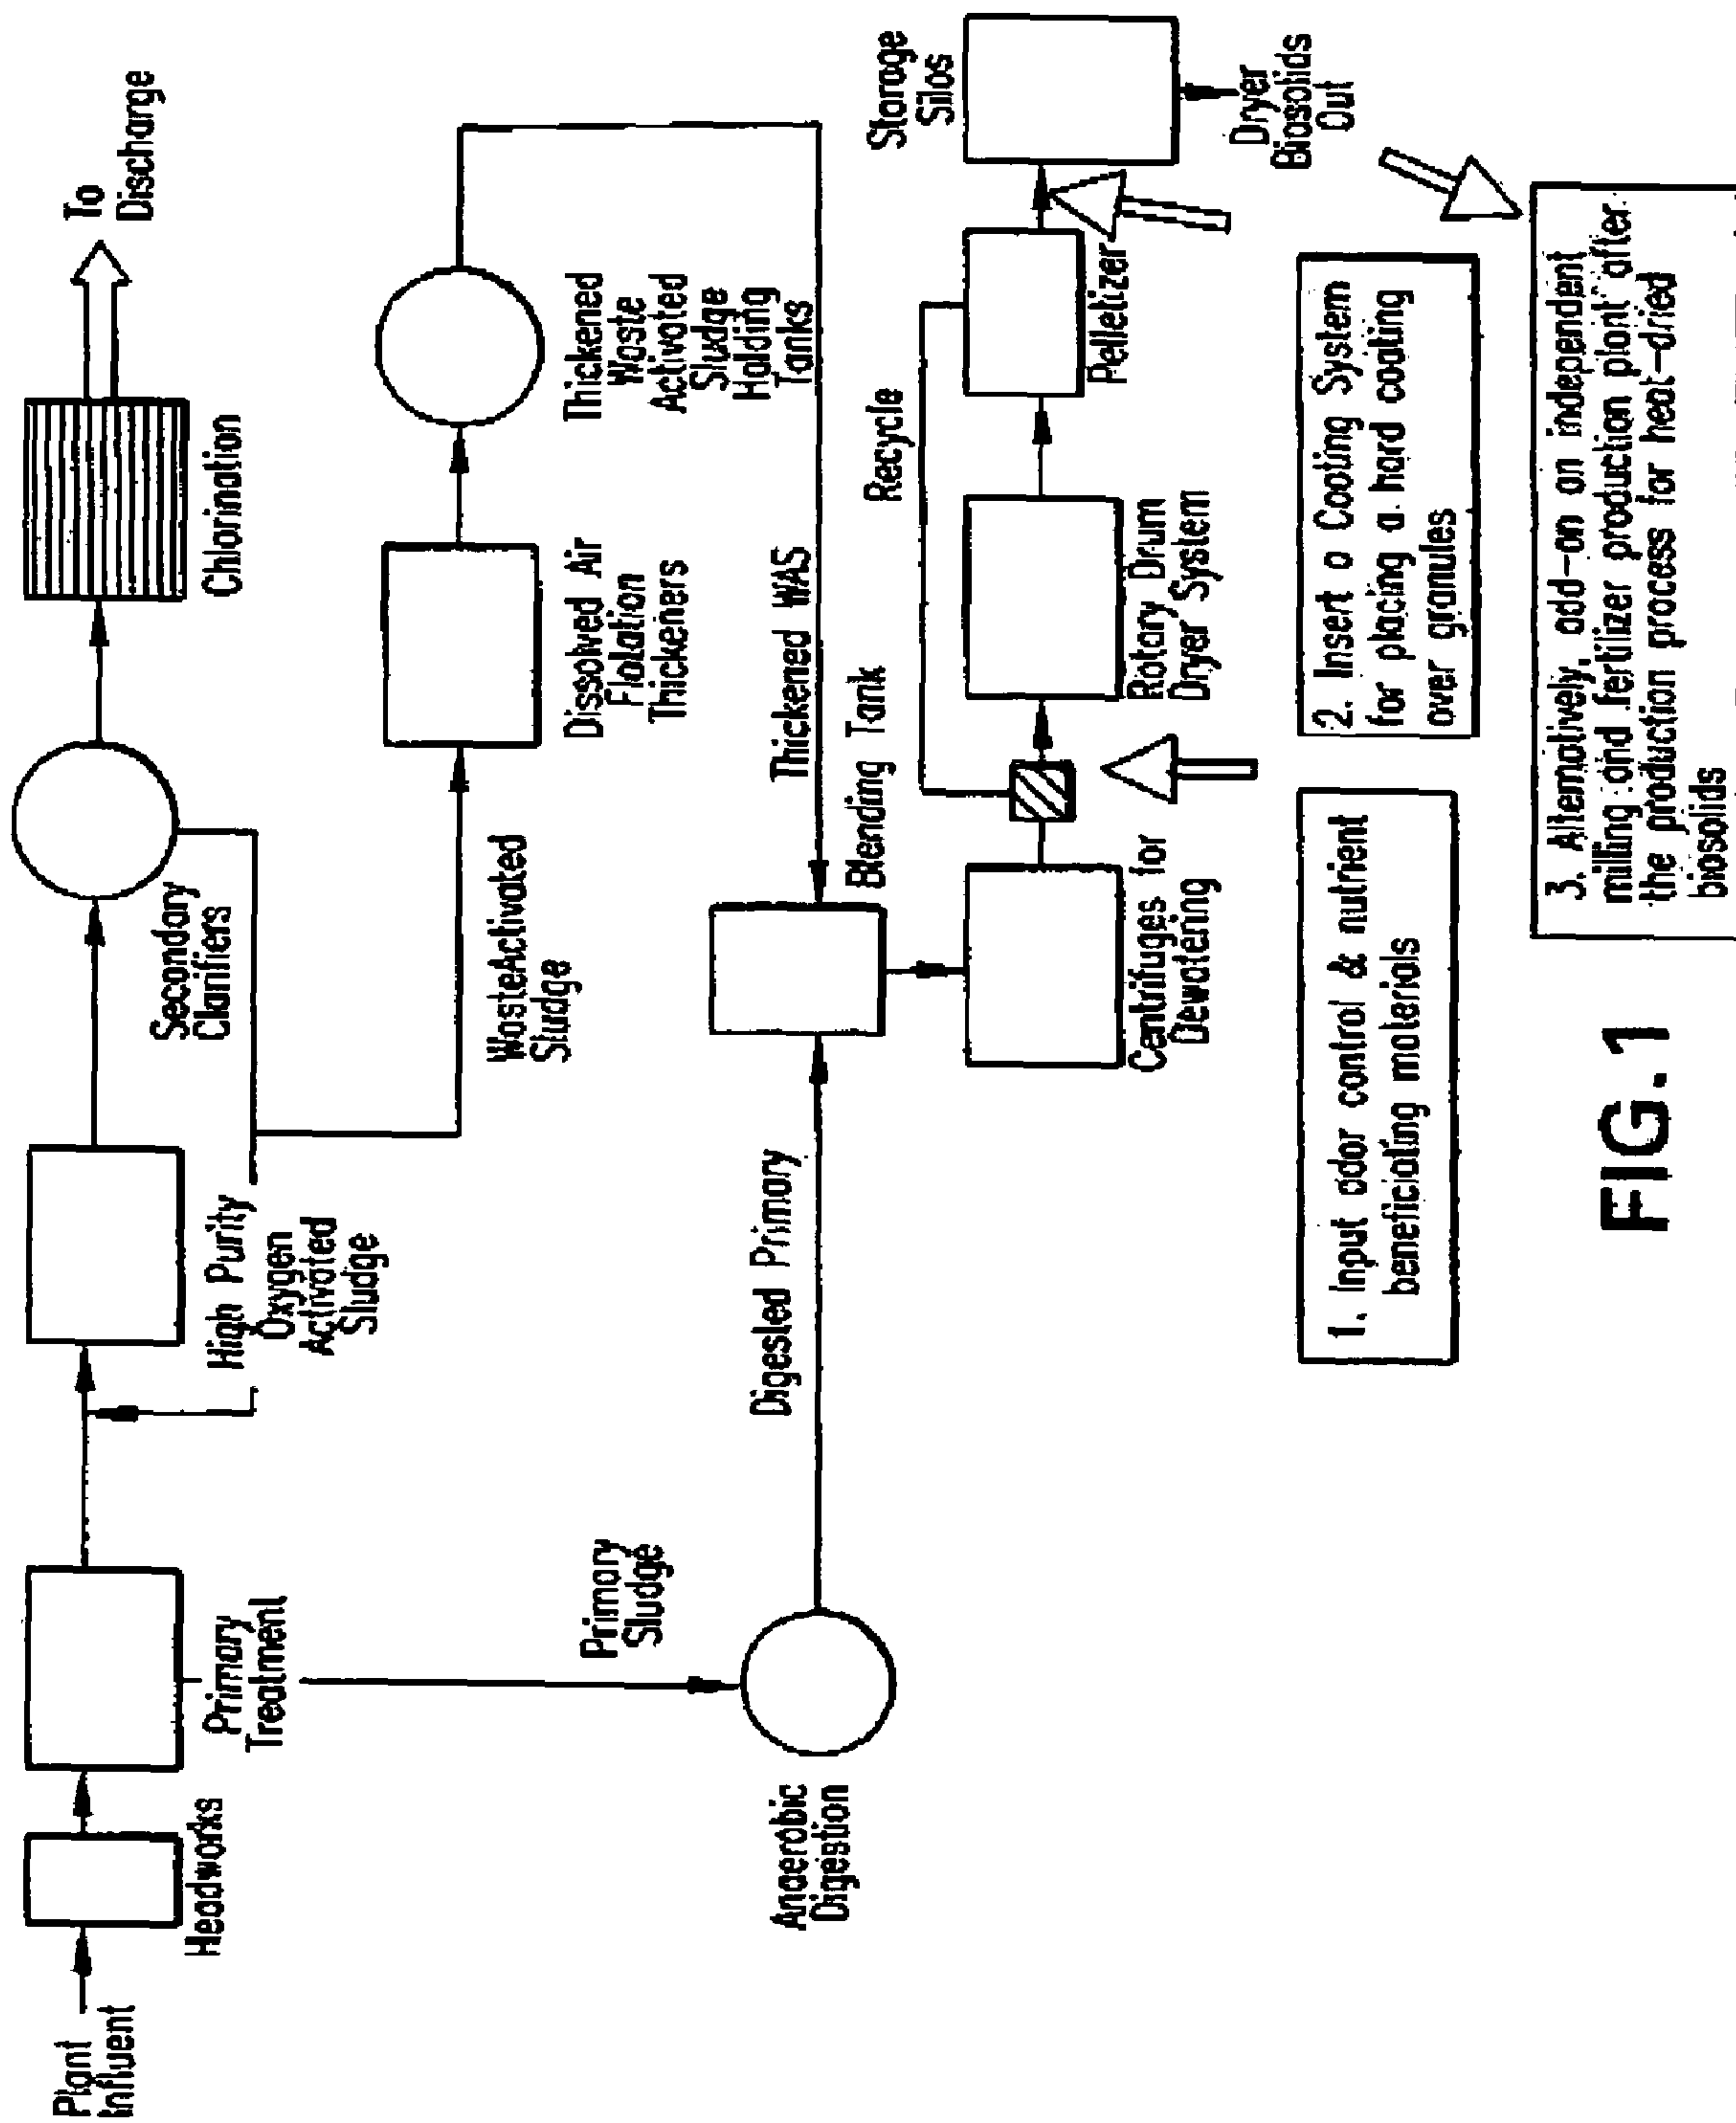 Plant
Influent
Headworks
Primary
Treatment
High Purity
Oxygen
Activated
Sludge
Secondary
Clarifiers
Chlorination
To
Discharge
WasteActivated
Sludge
Dissolved Air
Flotation
Thickeners
Thickened
Waste
Activated
Sludge
Holding
Tanks
Primary
Sludge
Anaerobic
Digestion
Digested Primary
Thickened WAS
Blending Tank
Centrifuges for
Dewatering
Recycle
Rotary Drum
Dryer System
Pelletizer
Storage
Silos
Dryer
Biosolids
Out
1. Input odor control & nutrient
beneficiating materials
2. Insert a Coating System
for placing a hard coating
over granules
3. Alternatively, add-on an independent
milling and fertilizer production plant after
the production process for heat-dried
biosolids
FIG.1